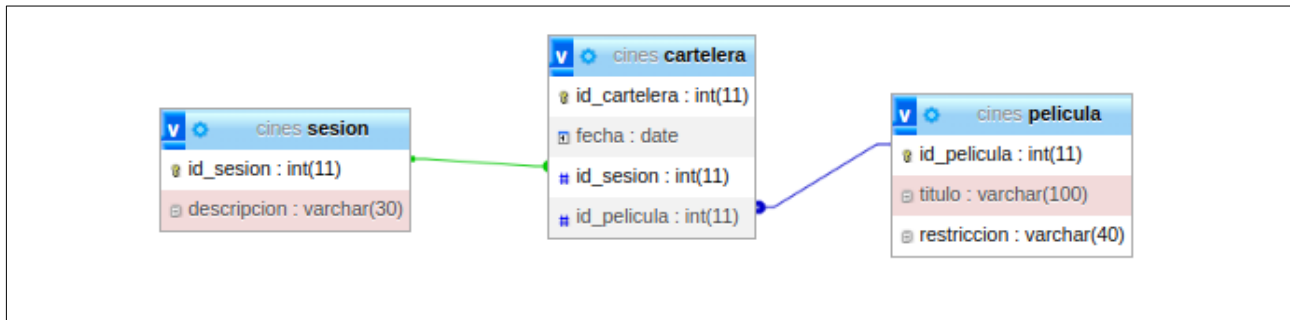 v cines sesion
id_sesion : int(11)
descripcion : varchar(30)
v cines cartelera
id_cartelera : int(11)
fecha : date
# id_sesion : int(11)
# id_pelicula : int(11)
v cines pelicula
id_pelicula : int(11)
titulo : varchar(100)
restriccion : varchar(40)